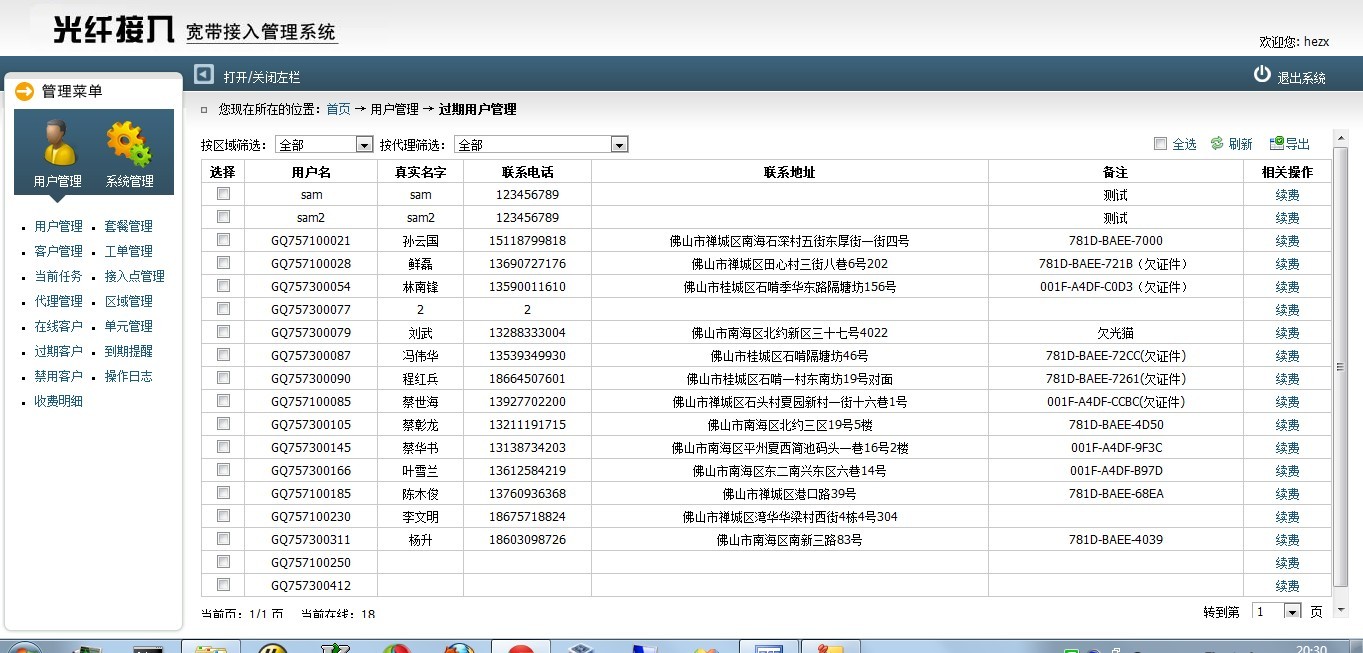 光纤接入 宽带接入管理系统
欢迎您: hezx
打开/关闭左栏
退出系统
管理菜单
用户管理 系统管理
用户管理 套餐管理
客户管理 工单管理
当前任务 接入点管理
代理管理 区域管理
在线客户 单元管理
过期客户 到期提醒
禁用客户 操作日志
收费明细
您现在所在的位置: 首页 → 用户管理 → 过期用户管理
按区域筛选: 全部 按代理筛选: 全部 全选 刷新 导出
选择 用户名 真实名字 联系电话 联系地址 备注 相关操作
sam sam 123456789 测试 续费
sam2 sam2 123456789 测试 续费
GQ757100021 孙云国 15118799818 佛山市禅城区南海石深村五街东厚街一街四号 781D-BAEE-7000 续费
GQ757100028 鲜磊 13690727176 佛山市禅城区田心村三街八巷6号202 781D-BAEE-721B（欠证件） 续费
GQ757300054 林南锋 13590011610 佛山市桂城区石啃季华东路隔塘坊156号 001F-A4DF-C0D3（欠证件） 续费
GQ757300077 2 2 续费
GQ757300079 刘武 13288333004 佛山市南海区北约新区三十七号4022 欠光猫 续费
GQ757300087 冯伟华 13539349930 佛山市桂城区石啃隔塘坊46号 781D-BAEE-72CC(欠证件) 续费
GQ757300090 程红兵 18664507601 佛山市桂城区石啃一村东南坊19号对面 781D-BAEE-7261(欠证件) 续费
GQ757100085 蔡世海 13927702200 佛山市禅城区石头村夏园新村一街十六巷1号 001F-A4DF-CCBC(欠证件) 续费
GQ757300105 蔡彰龙 13211191715 佛山市南海区北约三区19号5楼 781D-BAEE-4D50 续费
GQ757300145 蔡华书 13138734203 佛山市南海区平州夏西简池码头一巷16号2楼 001F-A4DF-9F3C 续费
GQ757300166 叶雪兰 13612584219 佛山市南海区东二南兴东区六巷14号 001F-A4DF-B97D 续费
GQ757100185 陈木俊 13760936368 佛山市禅城区港口路39号 781D-BAEE-68EA 续费
GQ757100230 李文明 18675718824 佛山市禅城区湾华华梁村西街4栋4号304 续费
GQ757300311 杨升 18603098726 佛山市南海区南新三路83号 781D-BAEE-4039 续费
GQ757100250 续费
GQ757300412 续费
当前页: 1/1 页 当前在线: 18 转到第 1 页
20:30